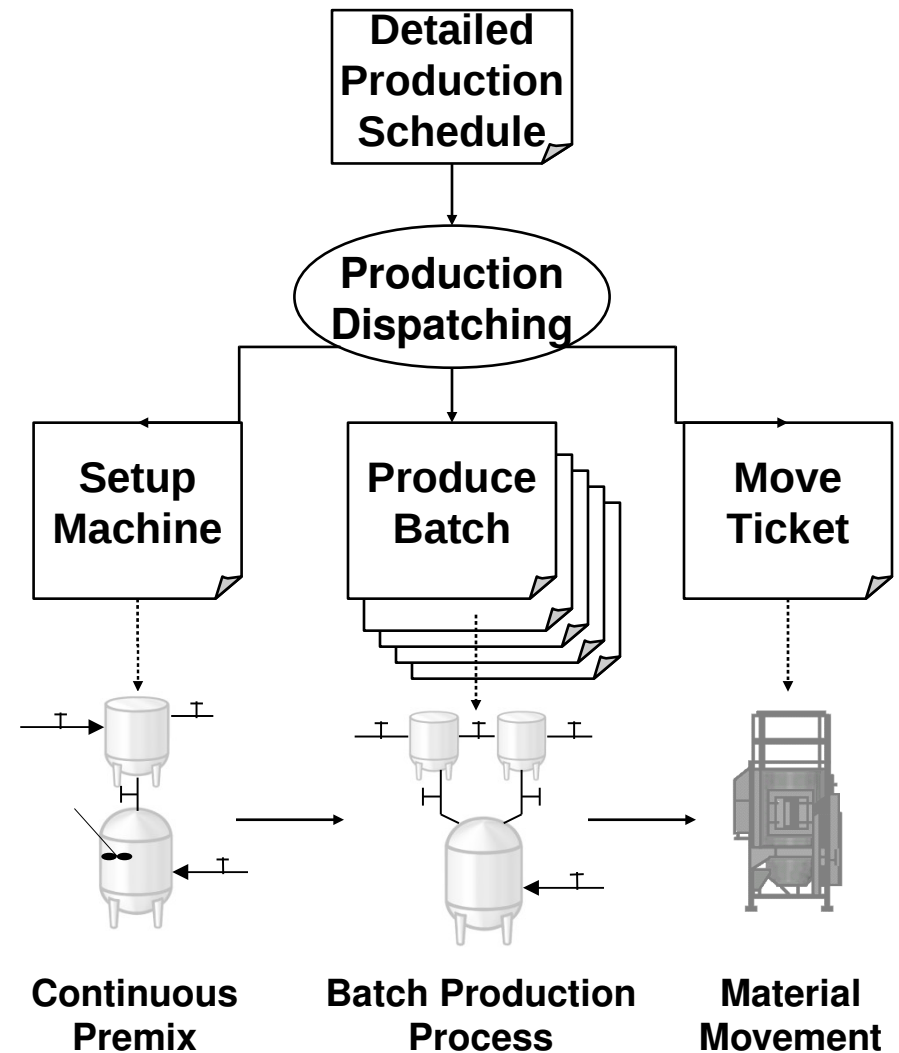 Detailed
Production
Schedule
Production
Dispatching
Setup
Machine
Produce
Batch
Move
Ticket
Continuous
Premix
Batch Production
Process
Material
Movement